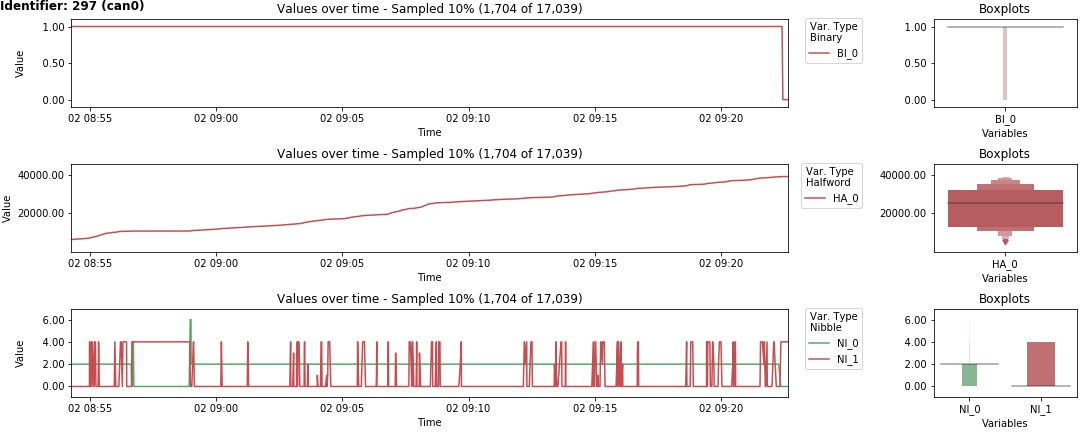 Identifier: 297 (can0)
Values over time - Sampled 10% (1,704 of 17,039)
Boxplots
Value
1.00
0.50
0.00
02 08:55
02 09:00
02 09:05
02 09:10
02 09:15
02 09:20
Time
Var. Type
Binary
BI_0
1.00
0.50
0.00
BI_0
Variables
Values over time - Sampled 10% (1,704 of 17,039)
Boxplots
Value
40000.00
20000.00
02 08:55
02 09:00
02 09:05
02 09:10
02 09:15
02 09:20
Time
Var. Type
Halfword
HA_0
40000.00
20000.00
HA_0
Variables
Values over time - Sampled 10% (1,704 of 17,039)
Boxplots
Value
6.00
4.00
2.00
0.00
02 08:55
02 09:00
02 09:05
02 09:10
02 09:15
02 09:20
Time
Var. Type
Nibble
NI_0
NI_1
6.00
4.00
2.00
0.00
NI_0
NI_1
Variables